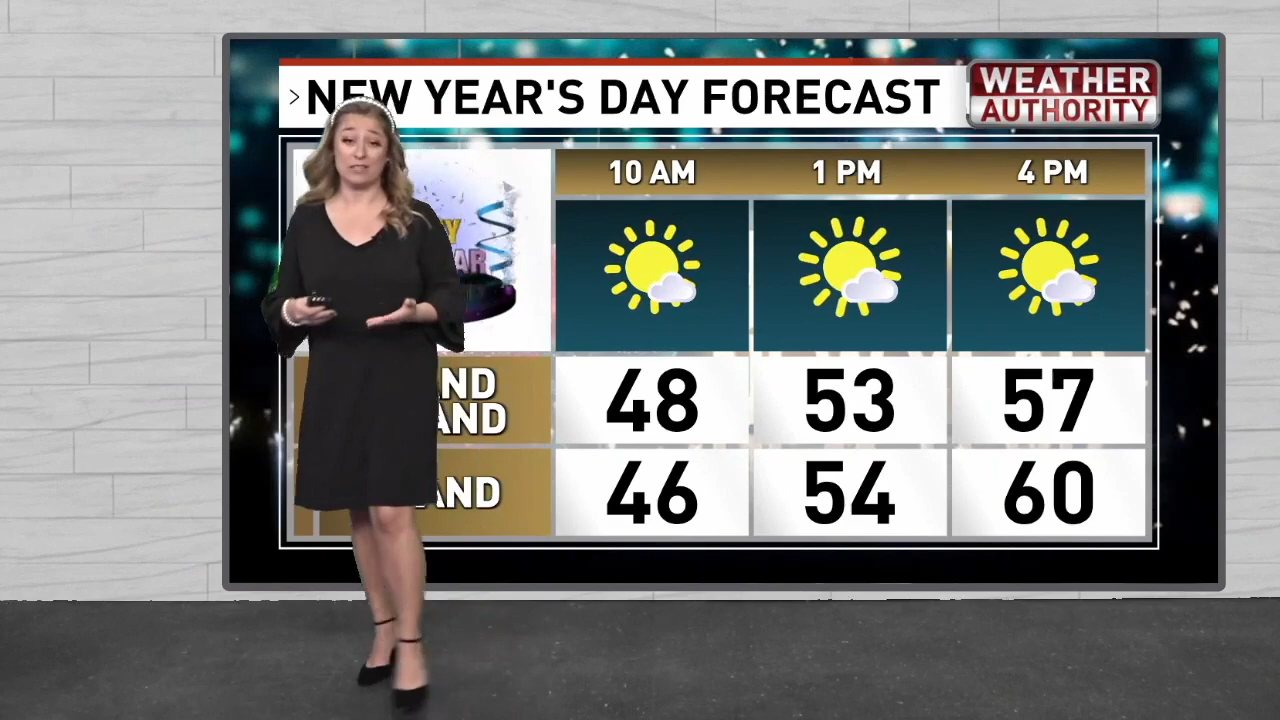 NEW YEAR'S DAY FORECAST
WEATHER
AUTHORITY
10 AM 1 PM 4 PM
48 53 57
46 54 60